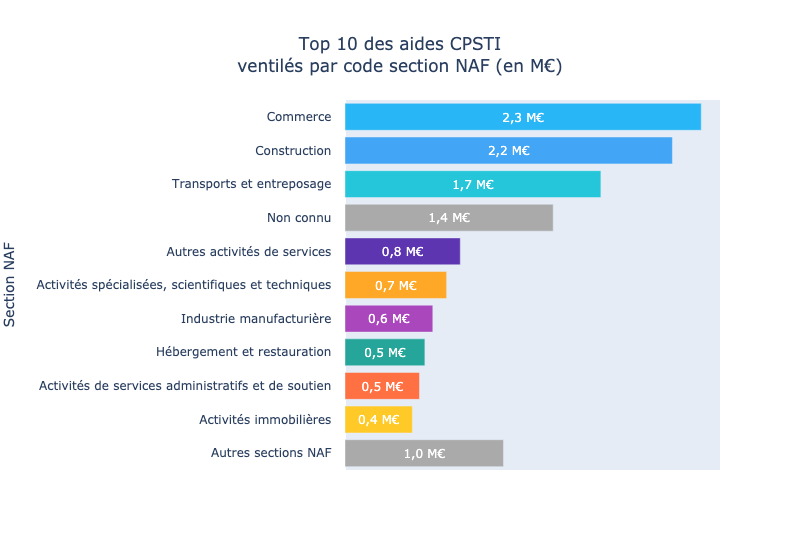 Top 10 des aides CPSTI
ventilés par code section NAF (en M€)
Section NAF
Commerce 2,3 M€
Construction 2,2 M€
Transports et entreposage 1,7 M€
Non connu 1,4 M€
Autres activités de services 0,8 M€
Activités spécialisées, scientifiques et techniques 0,7 M€
Industrie manufacturière 0,6 M€
Hébergement et restauration 0,5 M€
Activités de services administratifs et de soutien 0,5 M€
Activités immobilières 0,4 M€
Autres sections NAF 1,0 M€